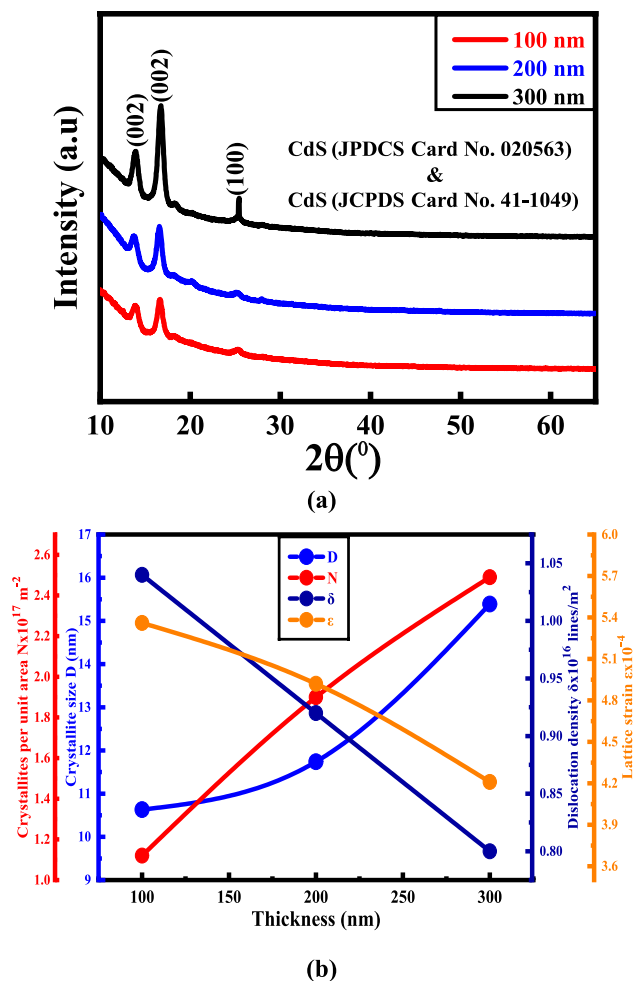 Intensity (a.u)
(002)
(002)
(100)
100 nm
200 nm
300 nm
CdS (JPDCS Card No. 020563)
&
CdS (JCPDS Card No. 41-1049)
10 20 30 40 50 60
2θ(⁰)
(a)
Crystallites per unit area Nx10¹⁷ m⁻²
2.6
2.4
2.2
2.0
1.8
1.6
1.4
1.2
1.0
Crystallite size D (nm)
17
16
15
14
13
12
11
10
9
D
N
δ
ε
1.05
1.00
0.95
0.90
0.85
0.80
Dislocation density δx10¹⁶ lines/m²
6.0
5.7
5.4
5.1
4.8
4.5
4.2
3.9
3.6
Lattice strain εx10⁻⁴
100 150 200 250 300
Thickness (nm)
(b)